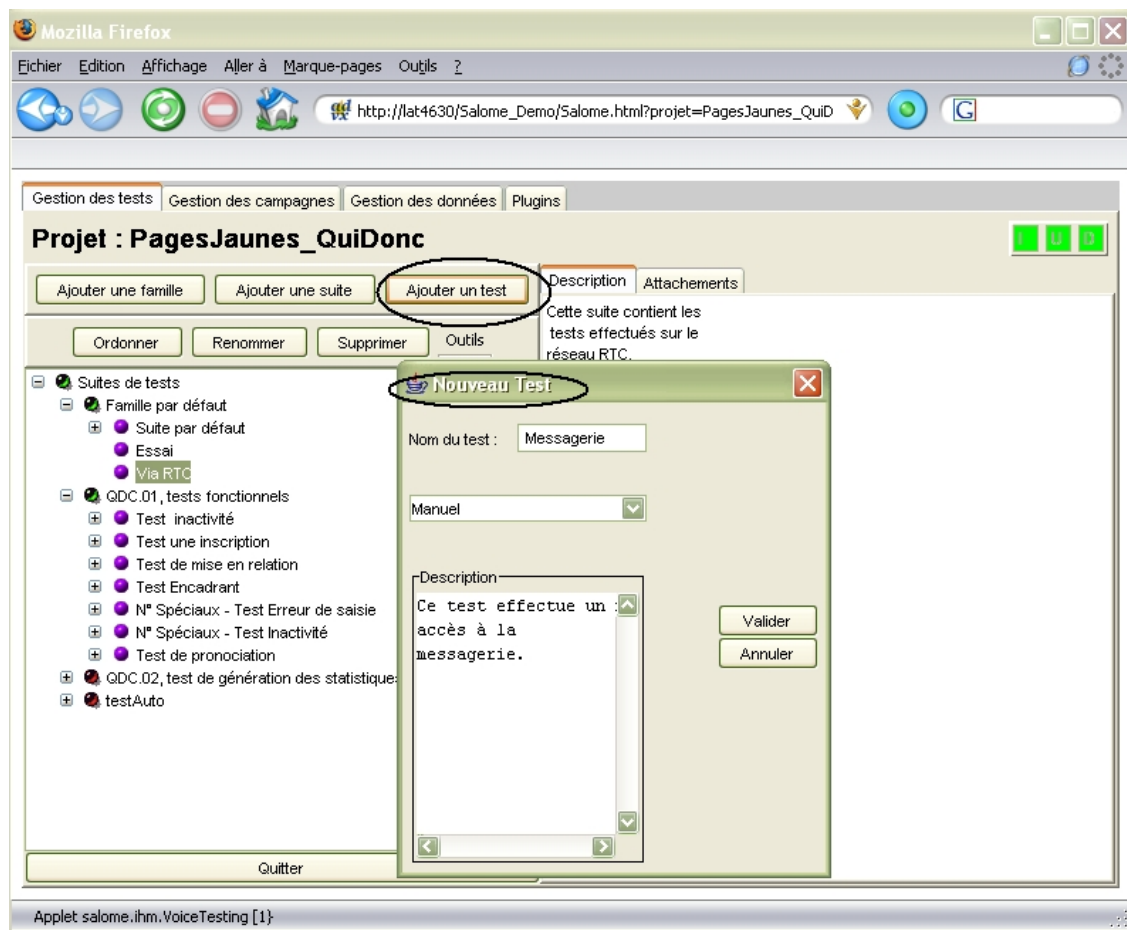 Mozilla Firefox
Fichier Edition Affichage Aller à Marque-pages Outils ?
http://lat4630/Salome_Demo/Salome.html?projet=PagesJaunes_QuiD
G
Gestion des tests Gestion des campagnes Gestion des données Plugins
Projet : PagesJaunes_QuiDonc
I U D
Ajouter une famille Ajouter une suite Ajouter un test
Ordonner Renommer Supprimer Outils
Description Attachements
Cette suite contient les
tests effectués sur le
réseau RTC.
Suites de tests
Famille par défaut
Suite par défaut
Essai
Via RTC
QDC.01, tests fonctionnels
Test inactivité
Test une inscription
Test de mise en relation
Test Encadrant
N° Spéciaux - Test Erreur de saisie
N° Spéciaux - Test Inactivité
Test de pronociation
QDC.02, test de génération des statistiques
testAuto
Quitter
Nouveau Test
Nom du test : Messagerie
Manuel
Description
Ce test effectue un
accès à la
messagerie.
Valider
Annuler
Applet salome.ihm.VoiceTesting [1}